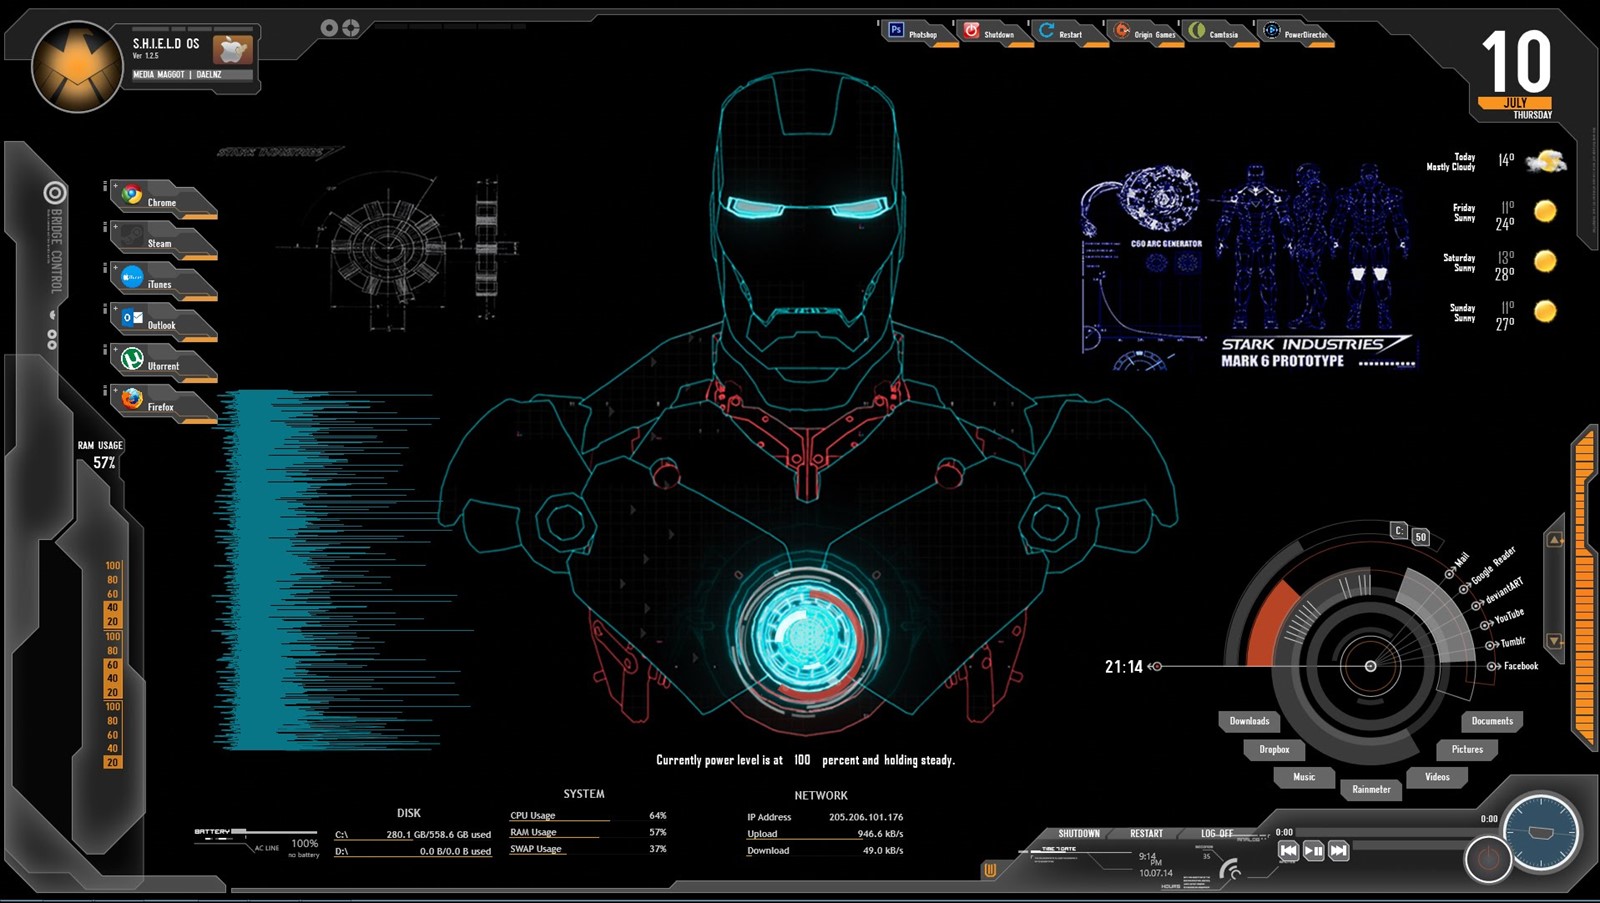 S.H.I.E.L.D OS
Ver 1.2.5
MEDIA MAGGOT | DAELNZ
Photshop
Shutdown
Restart
Origin Games
Camtasia
PowerDirector
10
JULY
THURSDAY
STARK INDUSTRIES
BRIDGE CONTROL
Chrome
Steam
iTunes
Outlook
Utorrent
Firefox
C60 ARC GENERATOR
STARK INDUSTRIES
MARK 6 PROTOTYPE
Today
Mostly Cloudy
14°
Friday
Sunny
11°
24°
Saturday
Sunny
13°
28°
Sunday
Sunny
11°
27°
RAM USAGE
57%
100
80
60
40
20
100
80
60
40
20
100
80
60
40
20
C: 50
Mail
Google Reader
deviantART
YouTube
Tumblr
Facebook
21:14
Downloads
Dropbox
Music
Rainmeter
Videos
Pictures
Documents
Currently power level is at 100 percent and holding steady.
BATTERY
AC LINE
100%
no battery
DISK
C:\ 280.1 GB/558.6 GB used
D:\ 0.0 B/0.0 B used
SYSTEM
CPU Usage 64%
RAM Usage 57%
SWAP Usage 37%
NETWORK
IP Address 205.206.101.176
Upload 946.6 kB/s
Download 49.0 kB/s
SHUTDOWN
RESTART
LOG-OFF
TIME & DATE
9:14
PM
10.07.14
35
HOURS
0:00
0:00